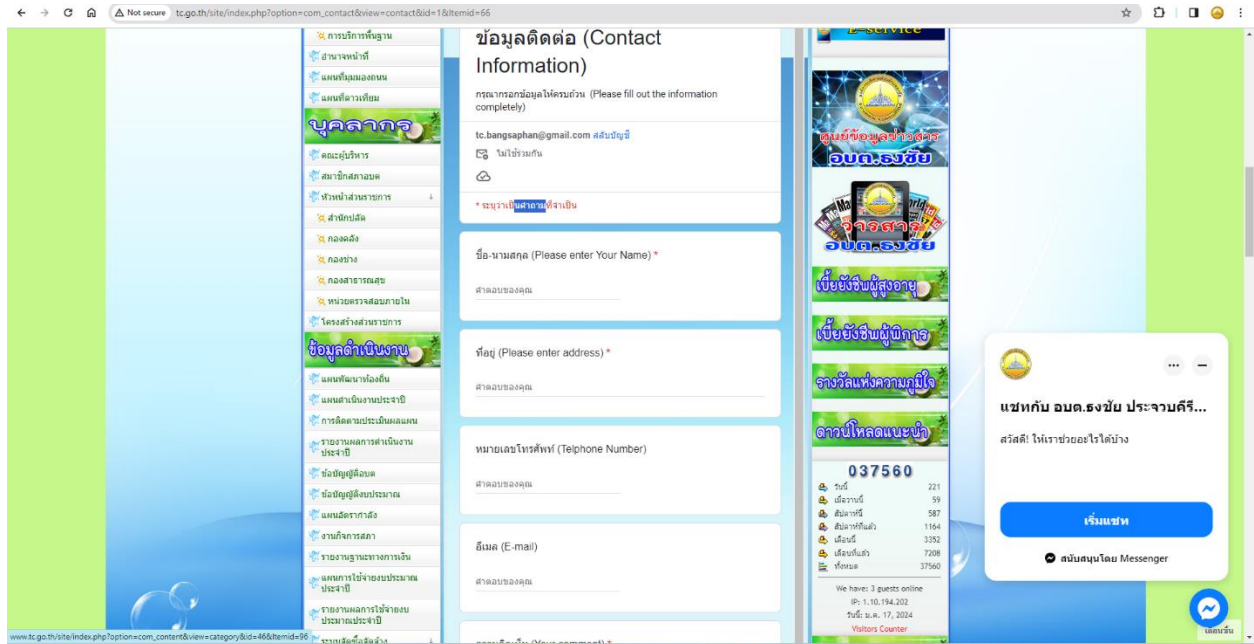 Not secure
tc.go.th/site/index.php?option=com_contact&view=contact&id=1&Itemid=66
การบริการพื้นฐาน
อำนาจหน้าที่
แผนที่มุมมองถนน
แผนที่ดาวเทียม
บุคลากร
คณะผู้บริหาร
สมาชิกสภาอบต
หัวหน้าส่วนราชการ
สำนักปลัด
กองคลัง
กองช่าง
กองสาธารณสุข
หน่วยตรวจสอบภายใน
โครงสร้างส่วนราชการ
ข้อมูลดำเนินงาน
แผนพัฒนาท้องถิ่น
แผนดำเนินงานประจำปี
การติดตามประเมินผลแผน
รายงานผลการดำเนินงาน
ประจำปี
ข้อบัญญัติอบต
ข้อบัญญัติงบประมาณ
แผนอัตรากำลัง
งานกิจการสภา
รายงานฐานะทางการเงิน
แผนการใช้จ่ายงบประมาณ
ประจำปี
รายงานผลการใช้จ่ายงบ
ประมาณประจำปี
ระบบจัดซื้อจัดจ้าง
www.tc.go.th/site/index.php?option=com_content&view=category&id=46&Itemid=96
ข้อมูลติดต่อ (Contact
Information)
กรุณากรอกข้อมูลให้ครบถ้วน (Please fill out the information
completely)
tc.bangsaphan@gmail.com สลับบัญชี
ไม่ใช้ร่วมกัน
* ระบุว่าเป็นคำถามที่จำเป็น
ชื่อ-นามสกุล (Please enter Your Name) *
คำตอบของคุณ
ที่อยู่ (Please enter address) *
คำตอบของคุณ
หมายเลขโทรศัพท์ (Telphone Number)
คำตอบของคุณ
อีเมล (E-mail)
คำตอบของคุณ
ความคิดเห็น (Your comment) *
E-service
ศูนย์ข้อมูลข่าวสาร
อบต.ธงชัย
วารสาร
อบต.ธงชัย
เบี้ยยังชีพผู้สูงอายุ
เบี้ยยังชีพผู้พิการ
รางวัลแห่งความภูมิใจ
ดาวน์โหลดแนะนำ
037560
วันนี้ 221
เมื่อวานนี้ 59
สัปดาห์นี้ 587
สัปดาห์ที่แล้ว 1164
เดือนนี้ 3352
เดือนที่แล้ว 7208
ทั้งหมด 37560
We have: 3 guests online
IP: 1.10.194.202
วันนี้: ม.ค. 17, 2024
Visitors Counter
แชทกับ อบต.ธงชัย ประจวบคีรี...
สวัสดี! ให้เราช่วยอะไรได้บ้าง
เริ่มแชท
สนับสนุนโดย Messenger
เลื่อนขึ้น